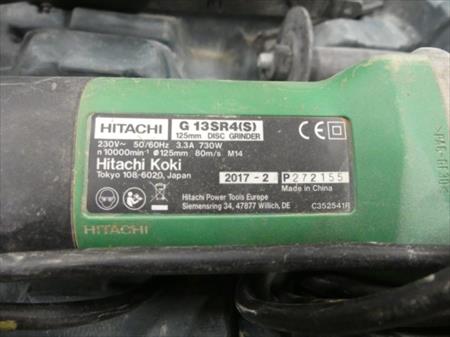 HITACHI G 13SR4(S)
125mm DISC GRINDER
230V~ 50/60Hz 3.3A 730W
n 10000min-1 ø125mm 80m/s M14
Hitachi Koki
Tokyo 108-6020, Japan
2017 - 2 P272155
Made in China
Hitachi Power Tools Europe
Siemensring 34, 47877 Willich, DE
C352541R
HITACHI
CE